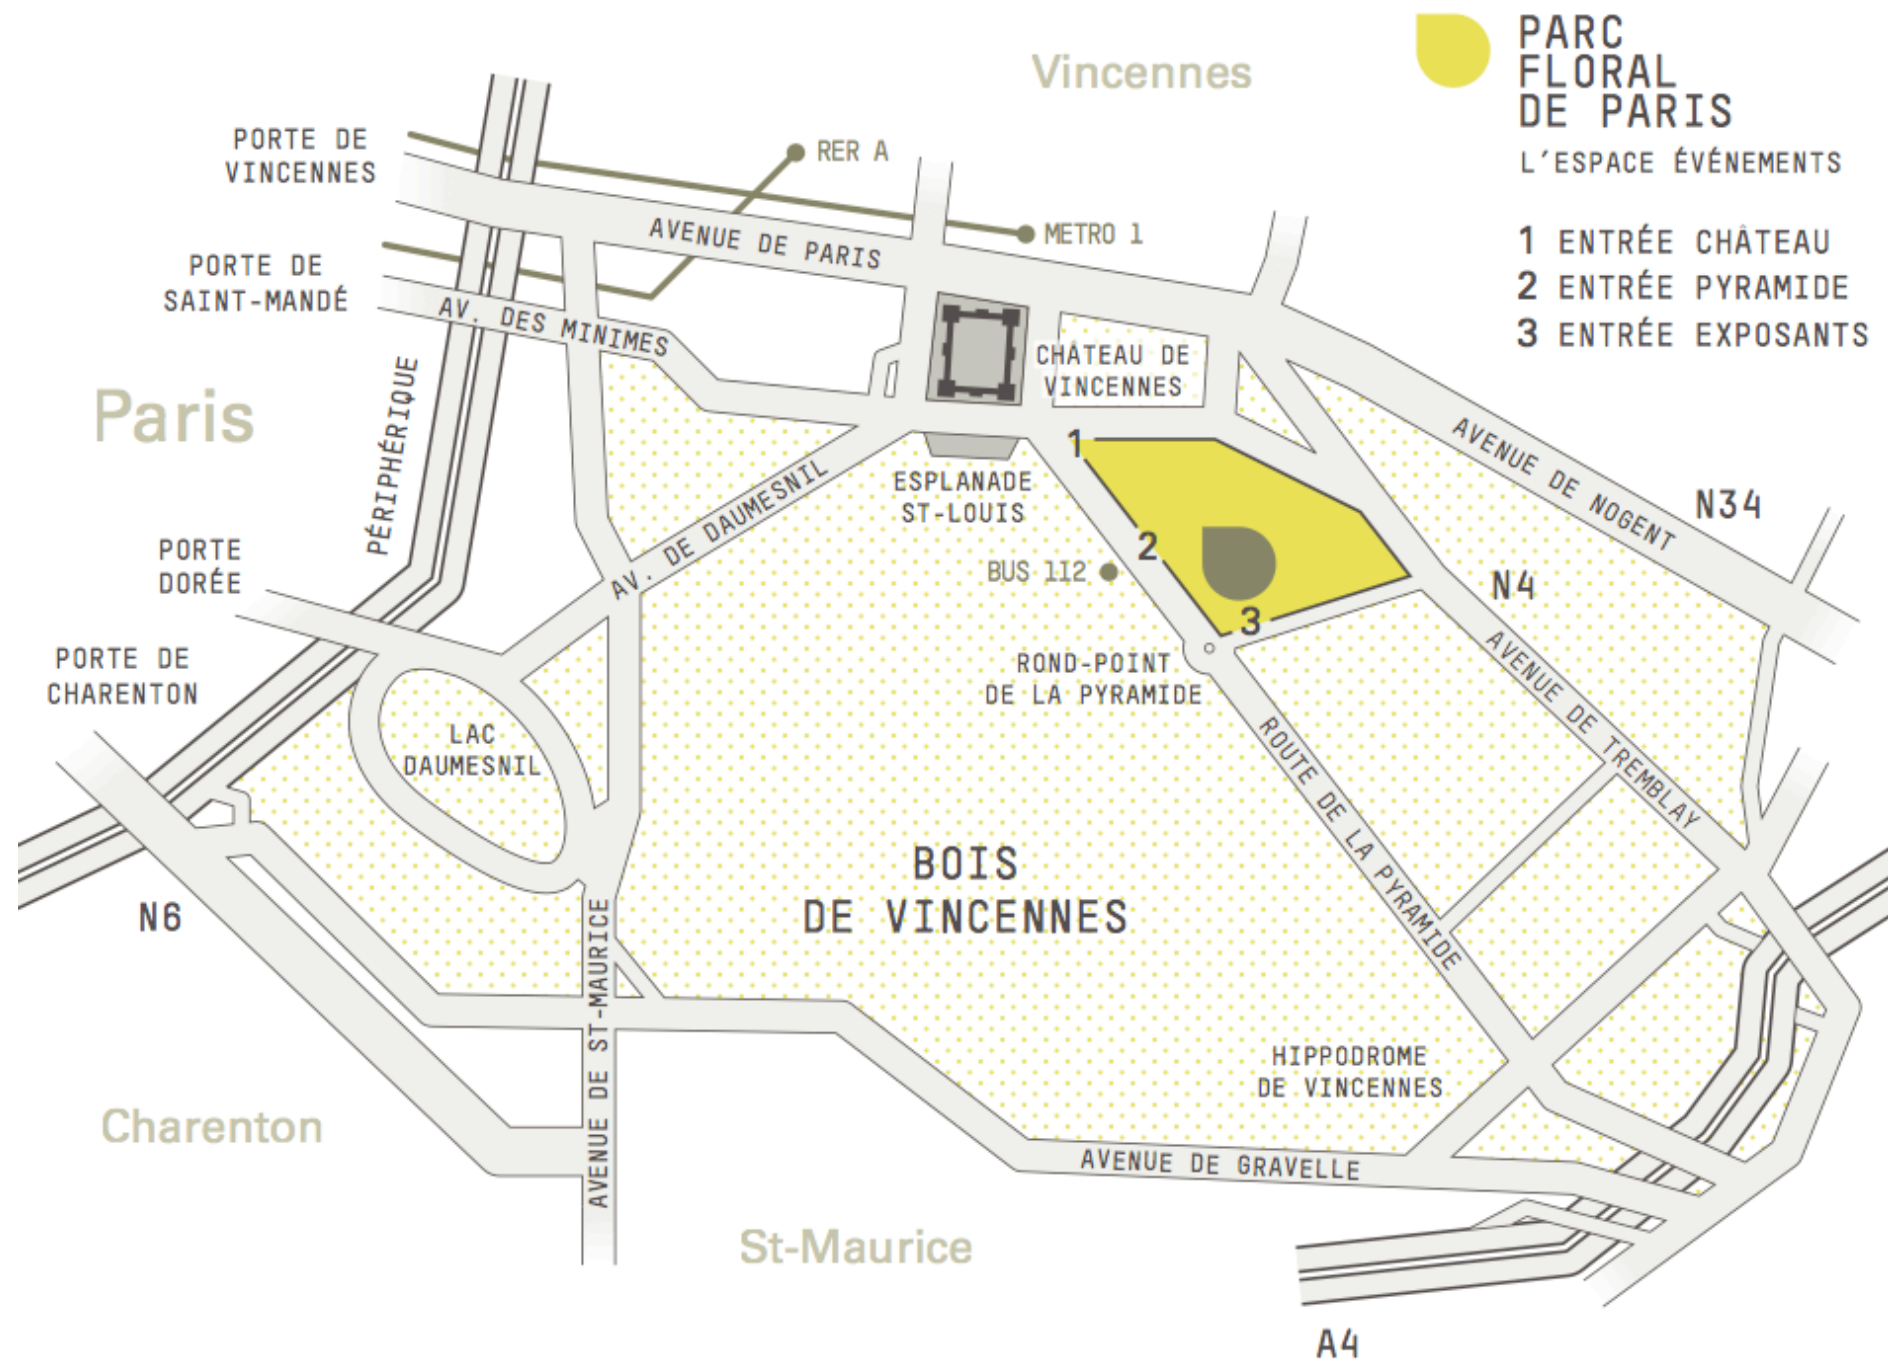 PARC
FLORAL
DE PARIS
L'ESPACE ÉVÉNEMENTS
1 ENTRÉE CHÂTEAU
2 ENTRÉE PYRAMIDE
3 ENTRÉE EXPOSANTS
Vincennes
PORTE DE
VINCENNES
RER A
METRO 1
AVENUE DE PARIS
PORTE DE
SAINT-MANDÉ
AV. DES MINIMES
CHÂTEAU DE
VINCENNES
Paris
PÉRIPHÉRIQUE
AVENUE DE NOGENT
N34
1
ESPLANADE
ST-LOUIS
AV. DE DAUMESNIL
2
BUS 112
PORTE
DORÉE
N4
3
PORTE DE
CHARENTON
ROND-POINT
DE LA PYRAMIDE
AVENUE DE TREMBLAY
LAC
DAUMESNIL
ROUTE DE LA PYRAMIDE
BOIS
DE VINCENNES
N6
AVENUE DE ST-MAURICE
HIPPODROME
DE VINCENNES
Charenton
AVENUE DE GRAVELLE
St-Maurice
A4